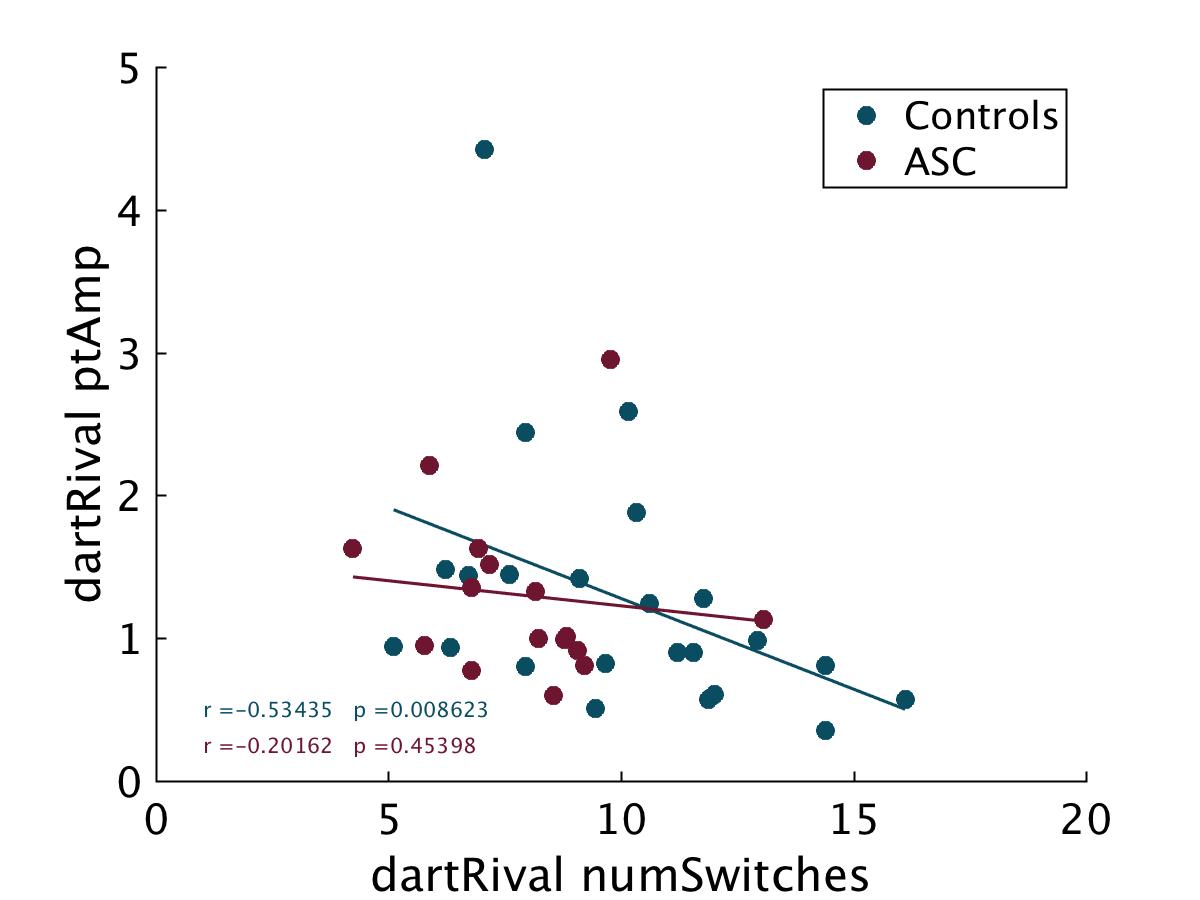 dartRival ptAmp
5
4
3
2
1
0
Controls
ASC
r =-0.53435 p =0.008623
r =-0.20162 p =0.45398
0 5 10 15 20
dartRival numSwitches